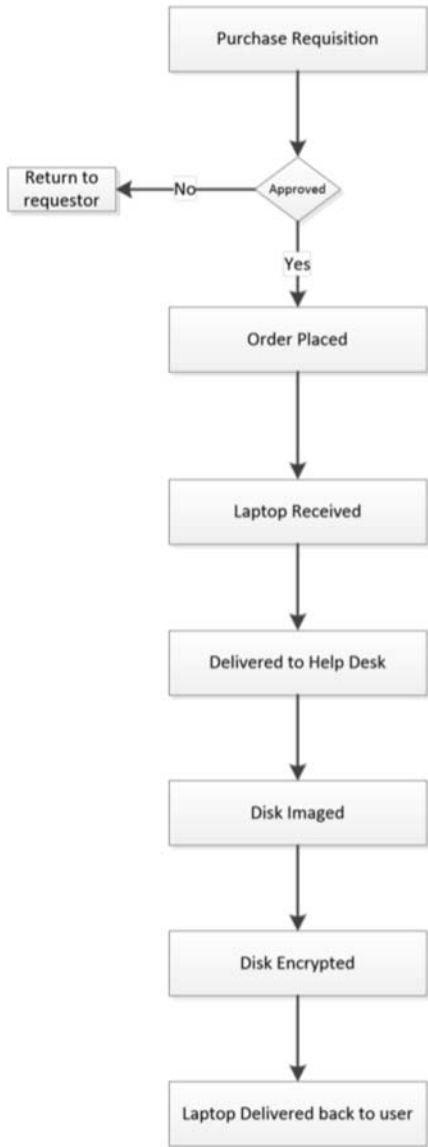 Purchase Requisition
Approved
No
Return to
requestor
Yes
Order Placed
Laptop Received
Delivered to Help Desk
Disk Imaged
Disk Encrypted
Laptop Delivered back to user